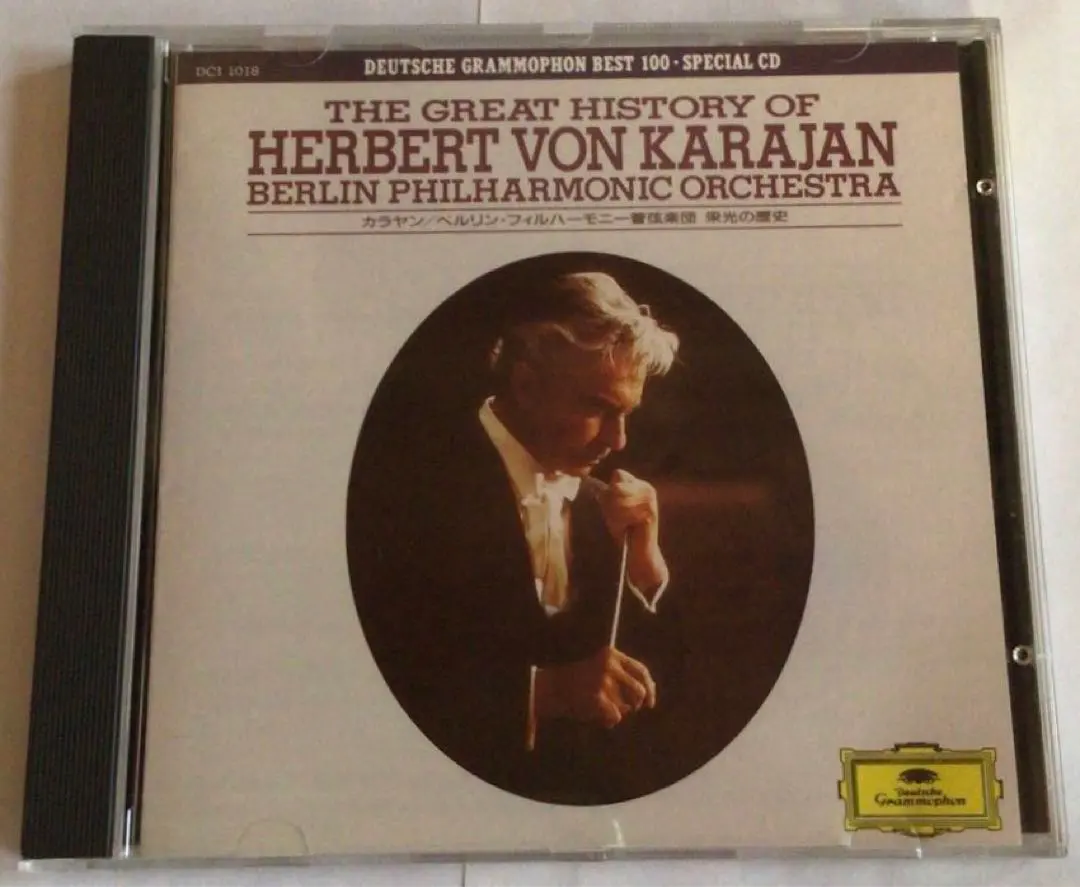 DCI 1018
DEUTSCHE GRAMMOPHON BEST 100·SPECIAL CD
THE GREAT HISTORY OF
HERBERT VON KARAJAN
BERLIN PHILHARMONIC ORCHESTRA
カラヤン/ベルリン・フィルハーモニー管弦楽団 栄光の歴史
Deutsche
Grammophon